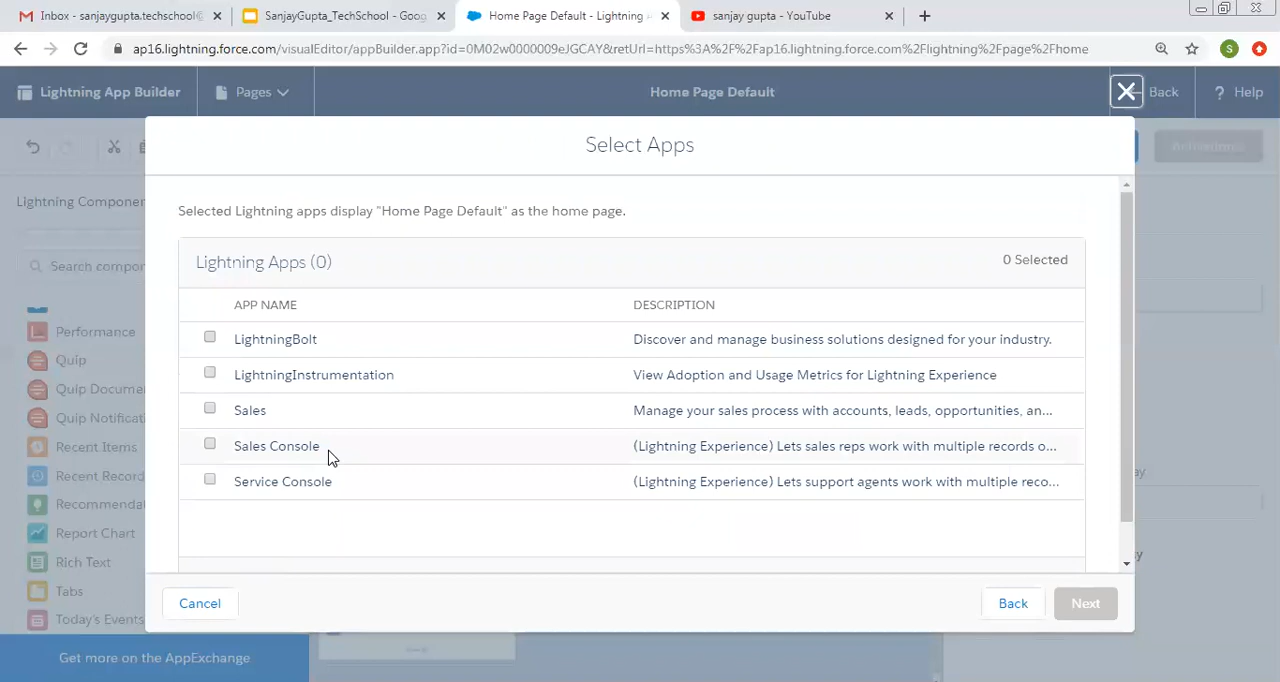 Inbox - sanjaygupta.techschool@
SanjayGupta_TechSchool - Goog
Home Page Default - Lightning
sanjay gupta - YouTube
ap16.lightning.force.com/visualEditor/appBuilder.app?id=0M02w0000009eJGCAY&retUrl=https%3A%2F%2Fap16.lightning.force.com%2Flightning%2Fpage%2Fhome
S
Lightning App Builder
Pages
Home Page Default
Back
? Help
Select Apps
Lightning Componen
Selected Lightning apps display "Home Page Default" as the home page.
Search compor
Lightning Apps (0)
0 Selected
APP NAME
DESCRIPTION
LightningBolt
Discover and manage business solutions designed for your industry.
LightningInstrumentation
View Adoption and Usage Metrics for Lightning Experience
Sales
Manage your sales process with accounts, leads, opportunities, an...
Sales Console
(Lightning Experience) Lets sales reps work with multiple records o...
Service Console
(Lightning Experience) Lets support agents work with multiple reco...
Performance
Quip
Quip Docume
Quip Notificati
Recent Items
Recent Record
Recommenda
Report Chart
Rich Text
Tabs
Today's Events
ay
y
Cancel
Back
Next
Get more on the AppExchange